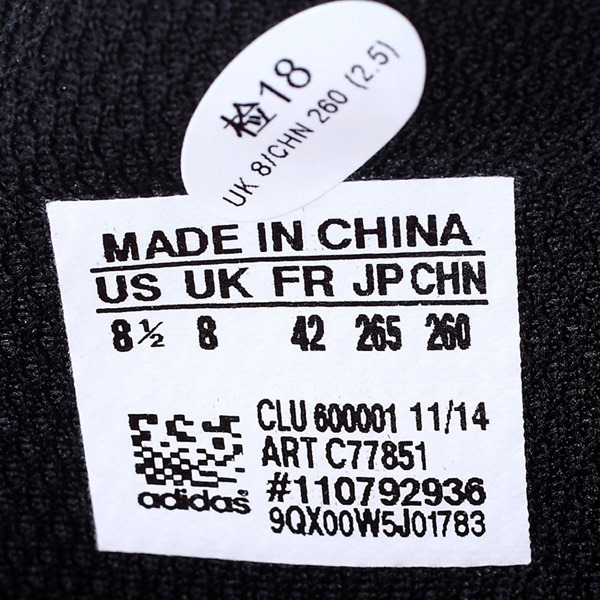 检18
UK 8/CHN 260 (2.5)
MADE IN CHINA
US UK FR JP CHN
8½ 8 42 265 260
CLU 600001 11/14
ART C77851
#110792936
adidas®
9QX00W5J01783